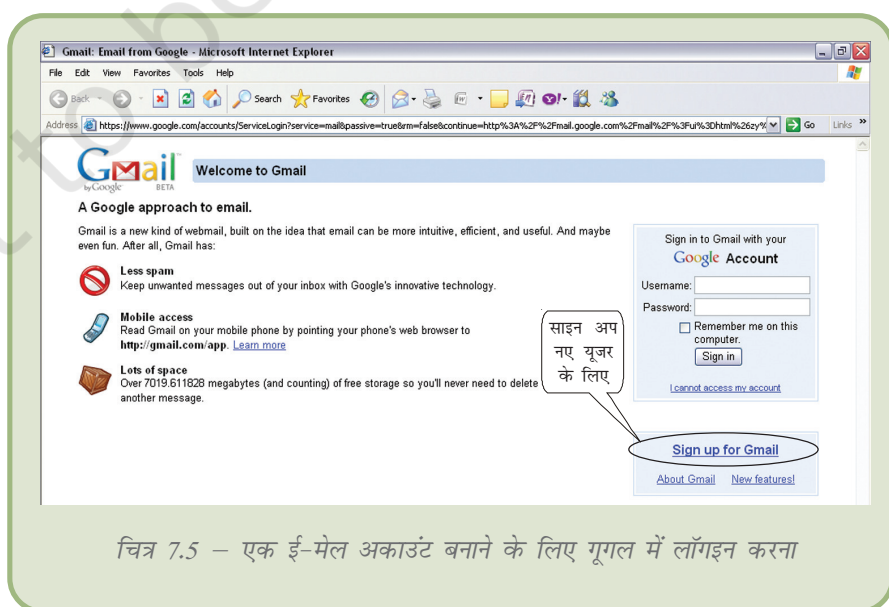 Gmail: Email from Google - Microsoft Internet Explorer
File Edit View Favorites Tools Help
Back Search Favorites
Address https://www.google.com/accounts/ServiceLogin?service=mail&passive=true&rm=false&continue=http%3A%2F%2Fmail.google.com%2Fmail%2F%3Fui%3Dhtml%26zy% Go Links »
Gmail by Google BETA
Welcome to Gmail
A Google approach to email.
Gmail is a new kind of webmail, built on the idea that email can be more intuitive, efficient, and useful. And maybe
even fun. After all, Gmail has:
Less spam
Keep unwanted messages out of your inbox with Google's innovative technology.
Mobile access
Read Gmail on your mobile phone by pointing your phone's web browser to
http://gmail.com/app. Learn more
Lots of space
Over 7019.611828 megabytes (and counting) of free storage so you'll never need to delete
another message.
Sign in to Gmail with your
Google Account
Username:
Password:
Remember me on this
computer.
Sign in
I cannot access my account
साइन अप
नए यूजर
के लिए
Sign up for Gmail
About Gmail New features!
चित्र 7.5 – एक ई-मेल अकाउंट बनाने के लिए गूगल में लॉगइन करना